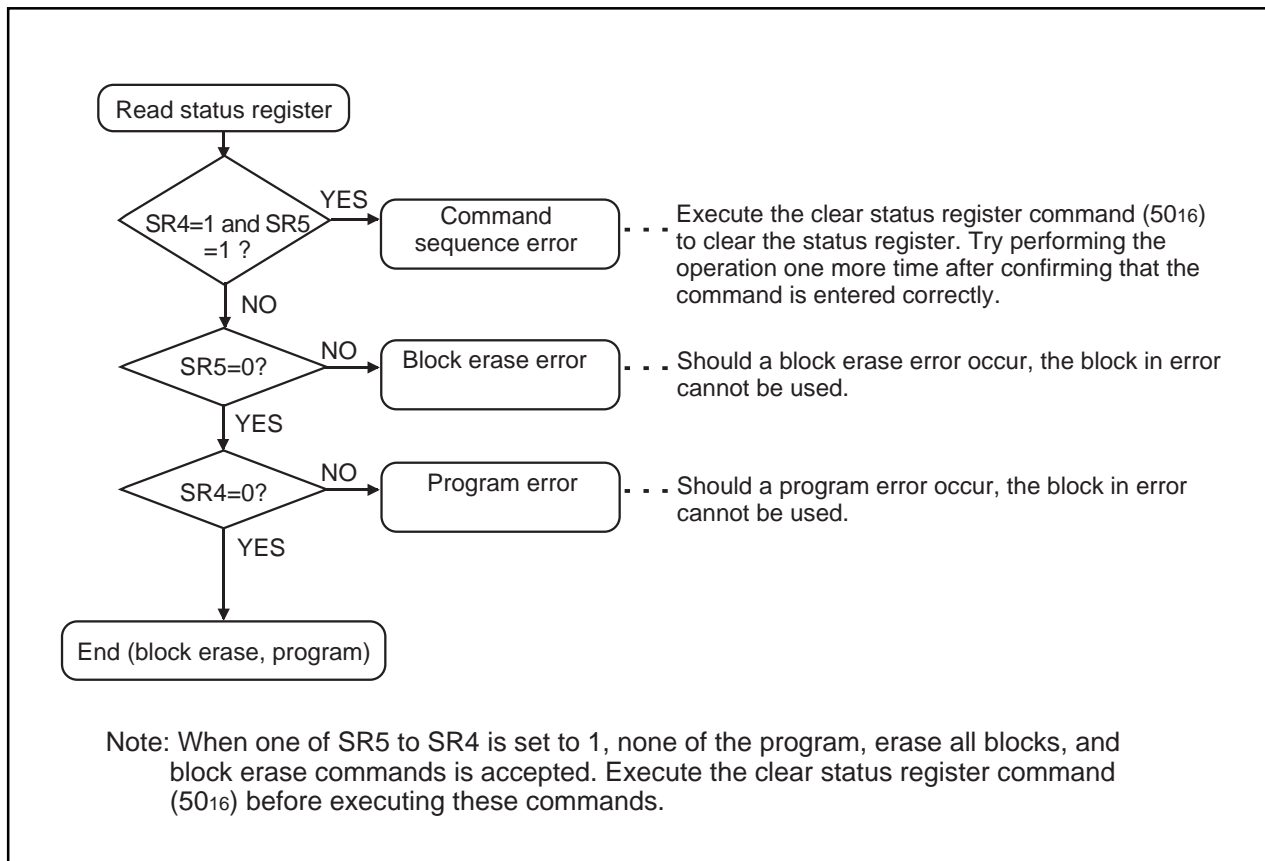 Read status register
YES
SR4=1 and SR5
=1 ?
Command
sequence error
Execute the clear status register command (5016)
to clear the status register. Try performing the
operation one more time after confirming that the
command is entered correctly.
NO
SR5=0?
NO
Block erase error
Should a block erase error occur, the block in error
cannot be used.
YES
SR4=0?
NO
Program error
Should a program error occur, the block in error
cannot be used.
YES
End (block erase, program)
Note: When one of SR5 to SR4 is set to 1, none of the program, erase all blocks, and
block erase commands is accepted. Execute the clear status register command
(5016) before executing these commands.